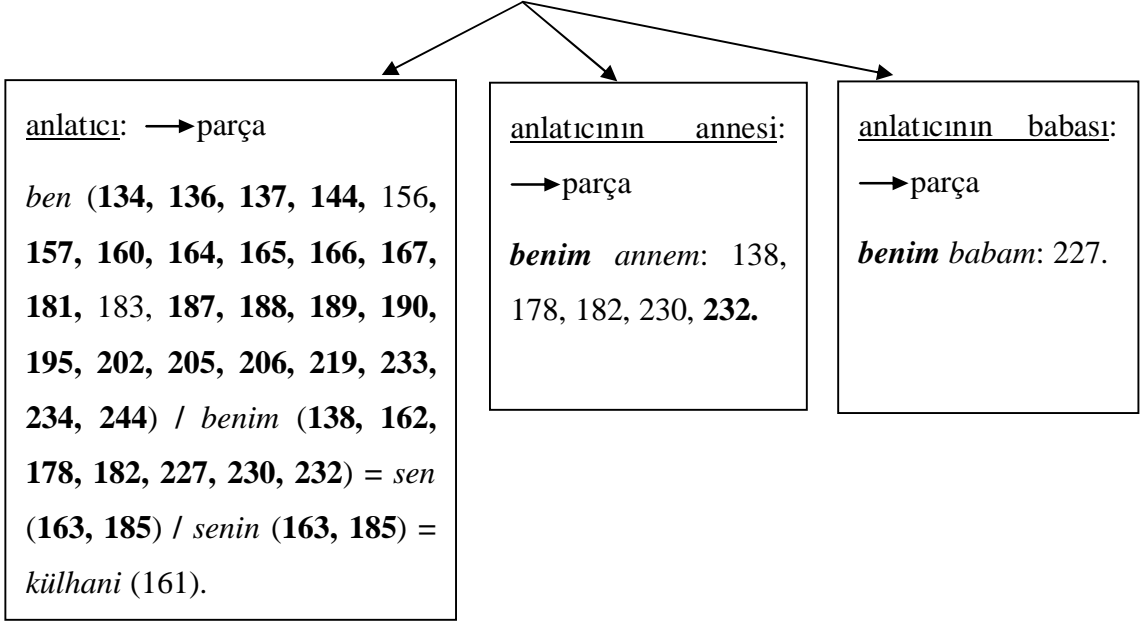 anlatıcı: →parça
ben (134, 136, 137, 144, 156,
157, 160, 164, 165, 166, 167,
181, 183, 187, 188, 189, 190,
195, 202, 205, 206, 219, 233,
234, 244) / benim (138, 162,
178, 182, 227, 230, 232) = sen
(163, 185) / senin (163, 185) =
külhani (161).
anlatıcının annesi:
→parça
benim annem: 138,
178, 182, 230, 232.
anlatıcının babası:
→parça
benim babam: 227.